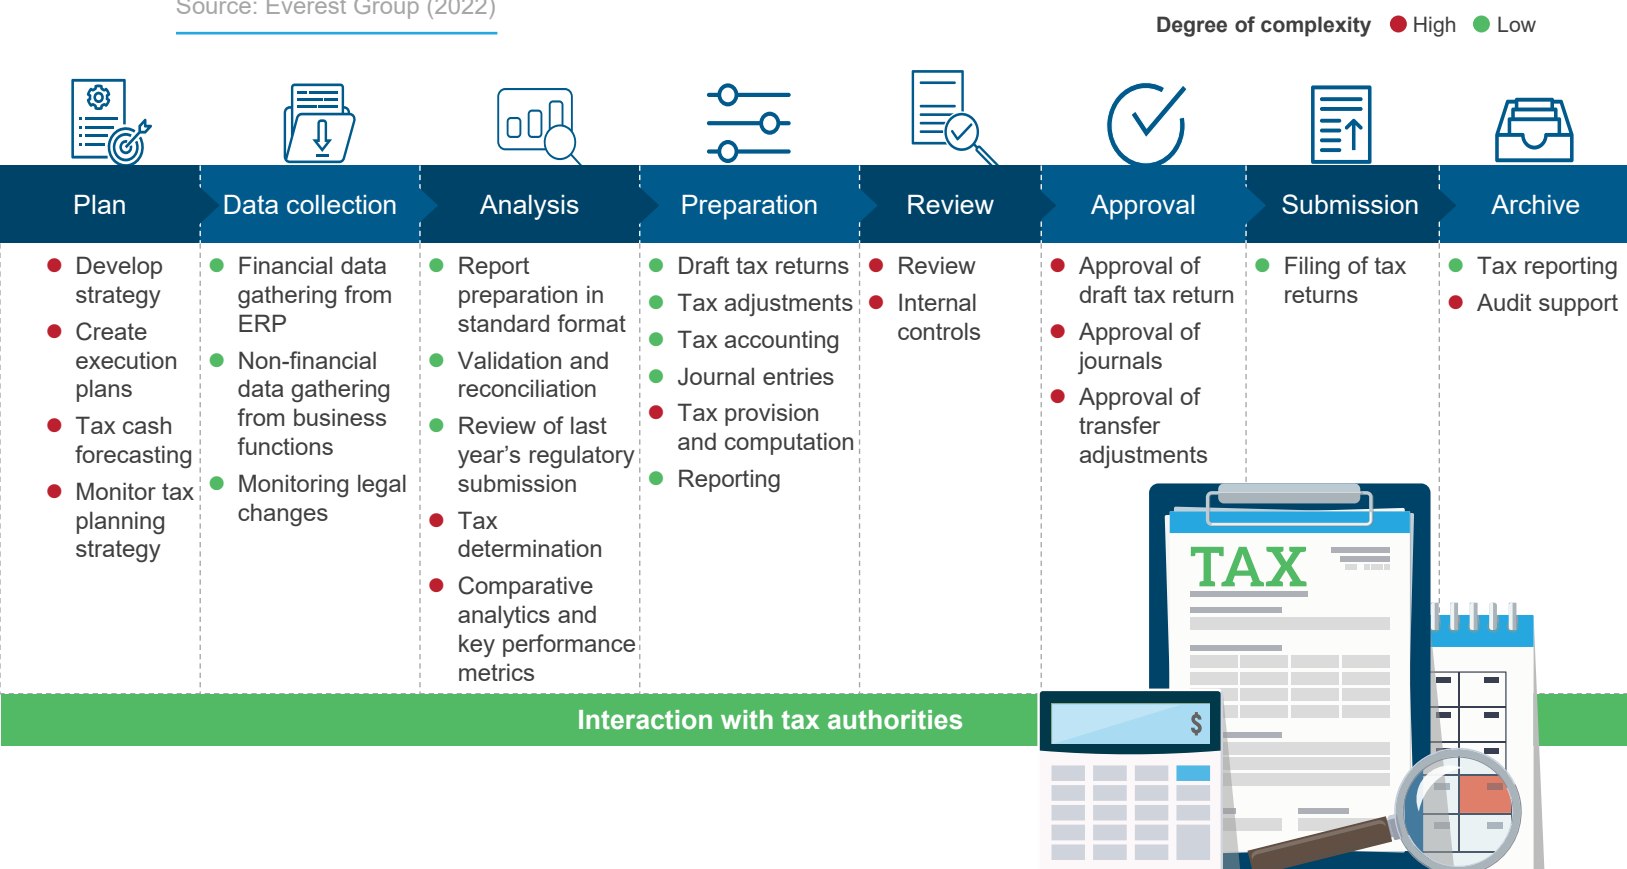 Source: Everest Group (2022)
Degree of complexity High Low
Plan
Data collection
Analysis
Preparation
Review
Approval
Submission
Archive
Develop
strategy
Create
execution
plans
Tax cash
forecasting
Monitor tax
planning
strategy
Financial data
gathering from
ERP
Non-financial
data gathering
from business
functions
Monitoring legal
changes
Report
preparation in
standard format
Validation and
reconciliation
Review of last
year’s regulatory
submission
Tax
determination
Comparative
analytics and
key performance
metrics
Draft tax returns
Tax adjustments
Tax accounting
Journal entries
Tax provision
and computation
Reporting
Review
Internal
controls
Approval of
draft tax return
Approval of
journals
Approval of
transfer
adjustments
Filing of tax
returns
Tax reporting
Audit support
TAX
Interaction with tax authorities
$